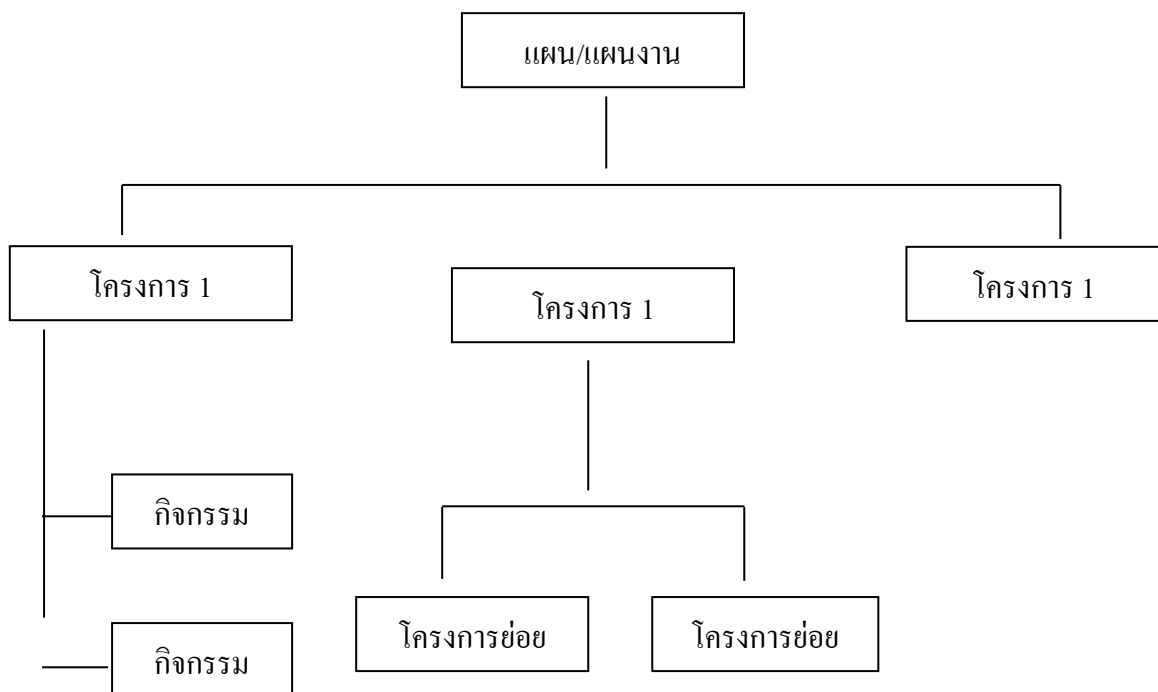 แผน/แผนงาน
โครงการ 1
โครงการ 1
โครงการ 1
กิจกรรม
กิจกรรม
โครงการย่อย
โครงการย่อย